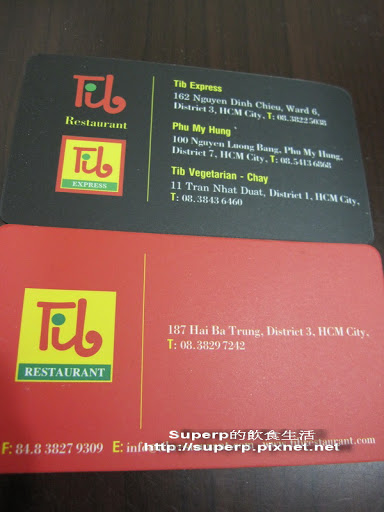 Tib
Restaurant
Tib
EXPRESS
Tib Express
162 Nguyen Dinh Chieu, Ward 6,
District 3, HCM City, T: 08.38225038
Phu My Hung
100 Nguyen Luong Bang, Phu My Hung,
District 7, HCM City, T: 08.5413 6868
Tib Vegetarian - Chay
11 Tran Nhat Duat, District 1, HCM City,
T: 08.3843 6460
Tib
RESTAURANT
187 Hai Ba Trung, District 3, HCM City,
T: 08.3829 7242
F: 84.8 3827 9309 E:
Superp的飲食生活
http://superp.pixnet.net